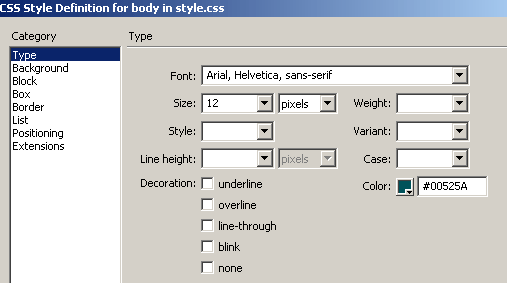 CSS Style Definition for body in style.css
Category
Type
Background
Block
Box
Border
List
Positioning
Extensions
Type
Font: Arial, Helvetica, sans-serif
Size: 12 pixels Weight:
Style: Variant:
Line height: pixels Case:
Decoration: underline Color: #00525A
overline
line-through
blink
none